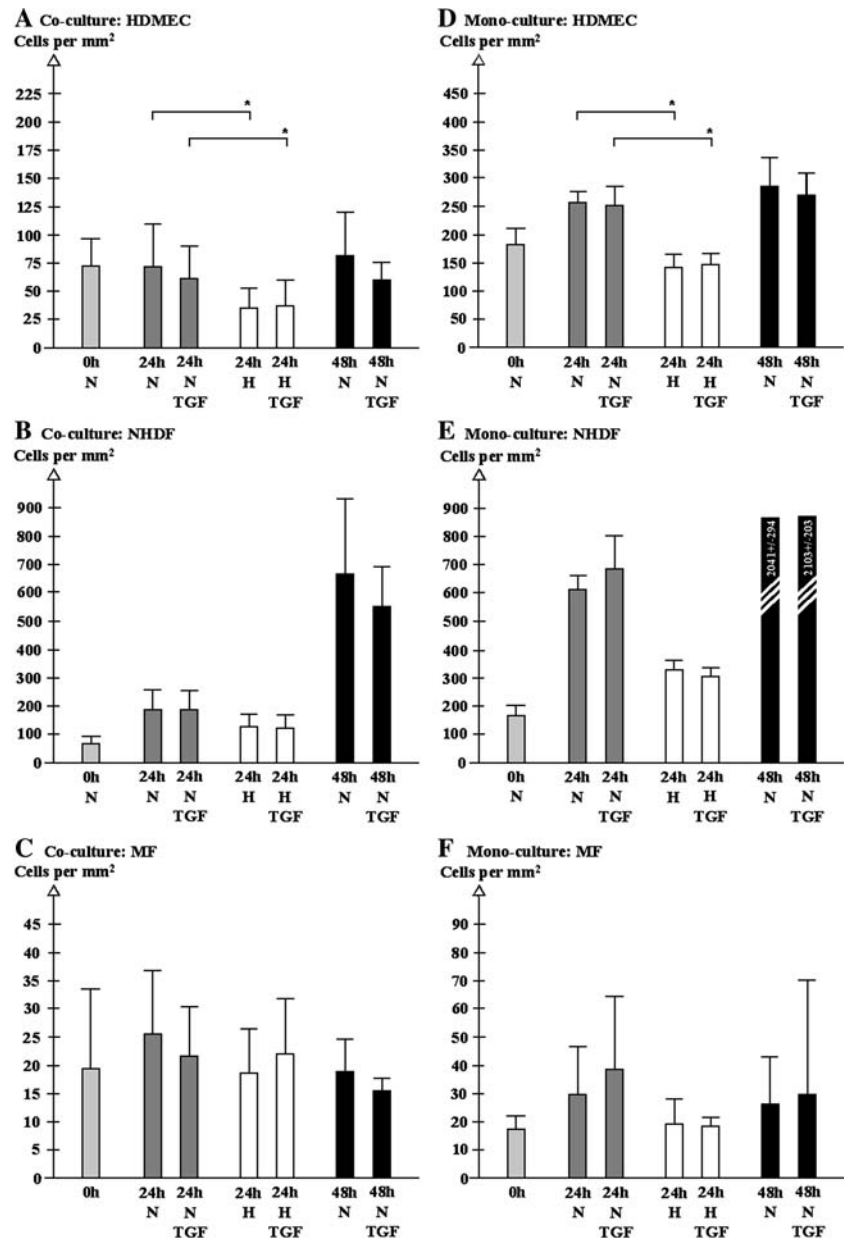 A Co-culture: HDMEC
Cells per mm²
225
200
175
150
125
100
75
50
25
0
* *
0h 24h 24h 24h 24h 48h 48h
N N N H H N N
TGF TGF TGF
D Mono-culture: HDMEC
Cells per mm²
450
400
350
300
250
200
150
100
50
0
* *
0h 24h 24h 24h 24h 48h 48h
N N N H H N N
TGF TGF TGF
B Co-culture: NHDF
Cells per mm²
900
800
700
600
500
400
300
200
100
0
0h 24h 24h 24h 24h 48h 48h
N N N H H N N
TGF TGF TGF
E Mono-culture: NHDF
Cells per mm²
900
800
700
600
500
400
300
200
100
0
2041+/-294
2103+/-203
0h 24h 24h 24h 24h 48h 48h
N N N H H N N
TGF TGF TGF
C Co-culture: MF
Cells per mm²
45
40
35
30
25
20
15
10
5
0
0h 24h 24h 24h 24h 48h 48h
N N H H N N
TGF TGF TGF
F Mono-culture: MF
Cells per mm²
90
80
70
60
50
40
30
20
10
0
0h 24h 24h 24h 24h 48h 48h
N N N H H N N
TGF TGF TGF